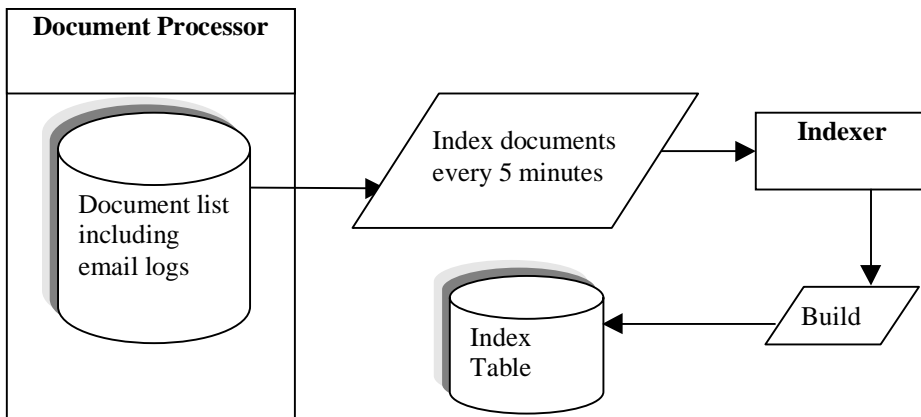 Document Processor
Document list
including
email logs
Index documents
every 5 minutes
Indexer
Build
Index
Table